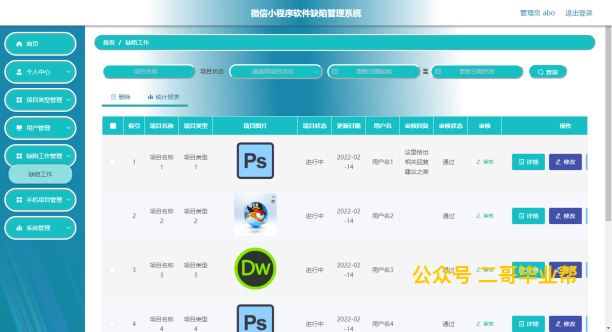 微信小程序软件缺陷管理系统
管理员 abo 退出登录
首页
个人中心
项目类型管理
用户管理
缺陷工作管理
缺陷工作
手机项目管理
系统管理
首页 / 缺陷工作
项目名称 项目状态 请选择项目状态 更新日期起始 至 更新日期结束 查询
删除 统计报表
索引 项目名称 项目类型 项目图片 项目状态 更新日期 用户名 审核回复 审核状态 审核 操作
1 项目名称1 项目类型1 Ps 进行中 2022-02-14 用户名1 这里给出相关回复建议之类 通过 审核 详情 修改
2 项目名称2 项目类型2 进行中 2022-02-14 用户名2 通过 审核 详情 修改
3 项目名称3 项目类型3 Dw 进行中 2022-02-14 用户名3
公众号 二哥毕业帮
4 项目名称4 项目类型4 Ps 进行中 2022-02-14 用户名4 通过 审核 详情 修改